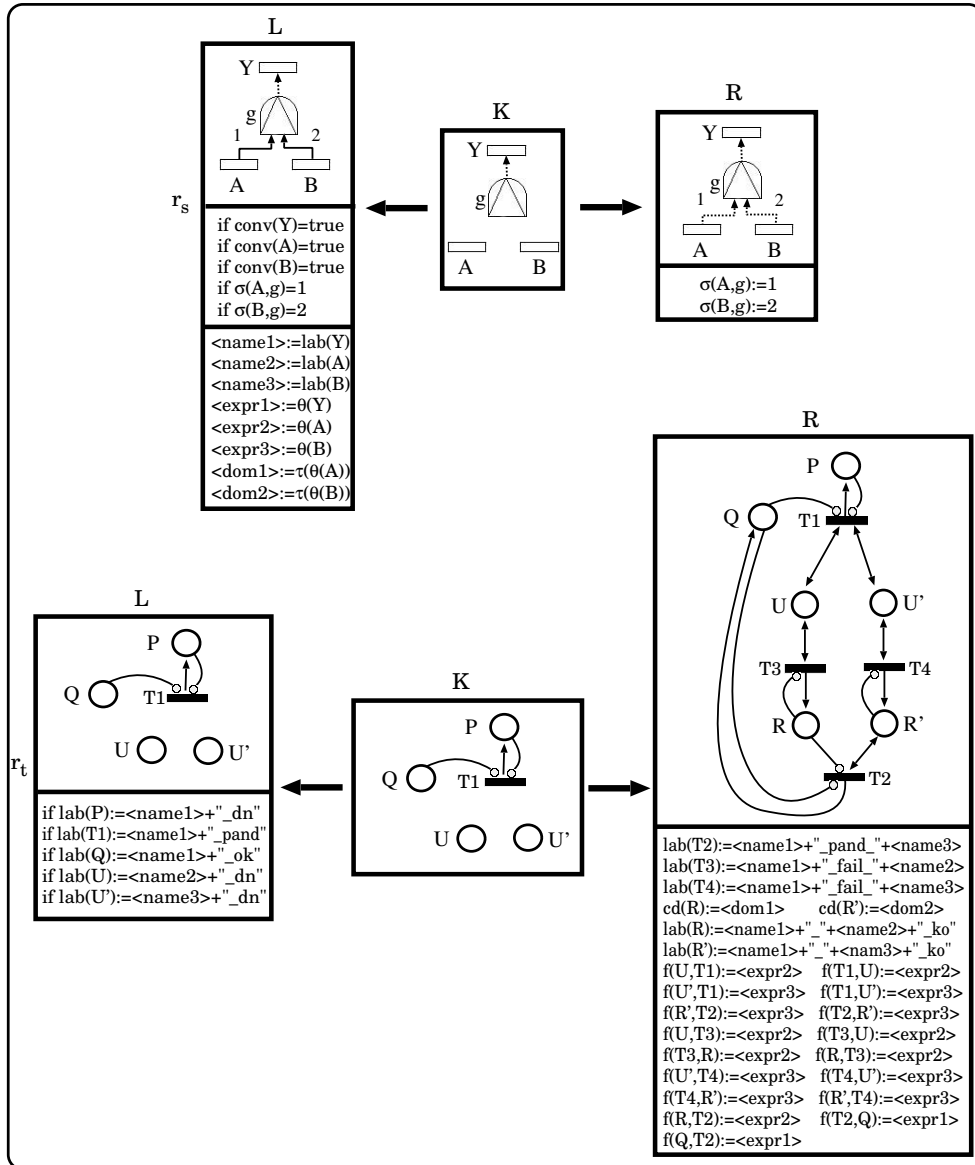 L
Y
g
1 2
A B
r_s
if conv(Y)=true
if conv(A)=true
if conv(B)=true
if σ(A,g)=1
if σ(B,g)=2
<name1>:=lab(Y)
<name2>:=lab(A)
<name3>:=lab(B)
<expr1>:=θ(Y)
<expr2>:=θ(A)
<expr3>:=θ(B)
<dom1>:=τ(θ(A))
<dom2>:=τ(θ(B))
K
Y
g
A B
R
Y
g
1 2
A B
σ(A,g):=1
σ(B,g):=2
L
P
Q T1
U U'
r_t
if lab(P):=<name1>+"_dn"
if lab(T1):=<name1>+"_pand"
if lab(Q):=<name1>+"_ok"
if lab(U):=<name2>+"_dn"
if lab(U'):=<name3>+"_dn"
K
P
Q T1
U U'
R
P
Q T1
U U'
T3 T4
R R'
T2
lab(T2):=<name1>+"_pand_"+<name3>
lab(T3):=<name1>+"_fail_"+<name2>
lab(T4):=<name1>+"_fail_"+<name3>
cd(R):=<dom1> cd(R'):=<dom2>
lab(R):=<name1>+"_"+<name2>+"_ko"
lab(R'):=<name1>+"_"+<nam3>+"_ko"
f(U,T1):=<expr2> f(T1,U):=<expr2>
f(U',T1):=<expr3> f(T1,U'):=<expr3>
f(R',T2):=<expr3> f(T2,R'):=<expr3>
f(U,T3):=<expr2> f(T3,U):=<expr2>
f(T3,R):=<expr2> f(R,T3):=<expr2>
f(U',T4):=<expr3> f(T4,U'):=<expr3>
f(T4,R'):=<expr3> f(R',T4):=<expr3>
f(R,T2):=<expr2> f(T2,Q):=<expr1>
f(Q,T2):=<expr1>